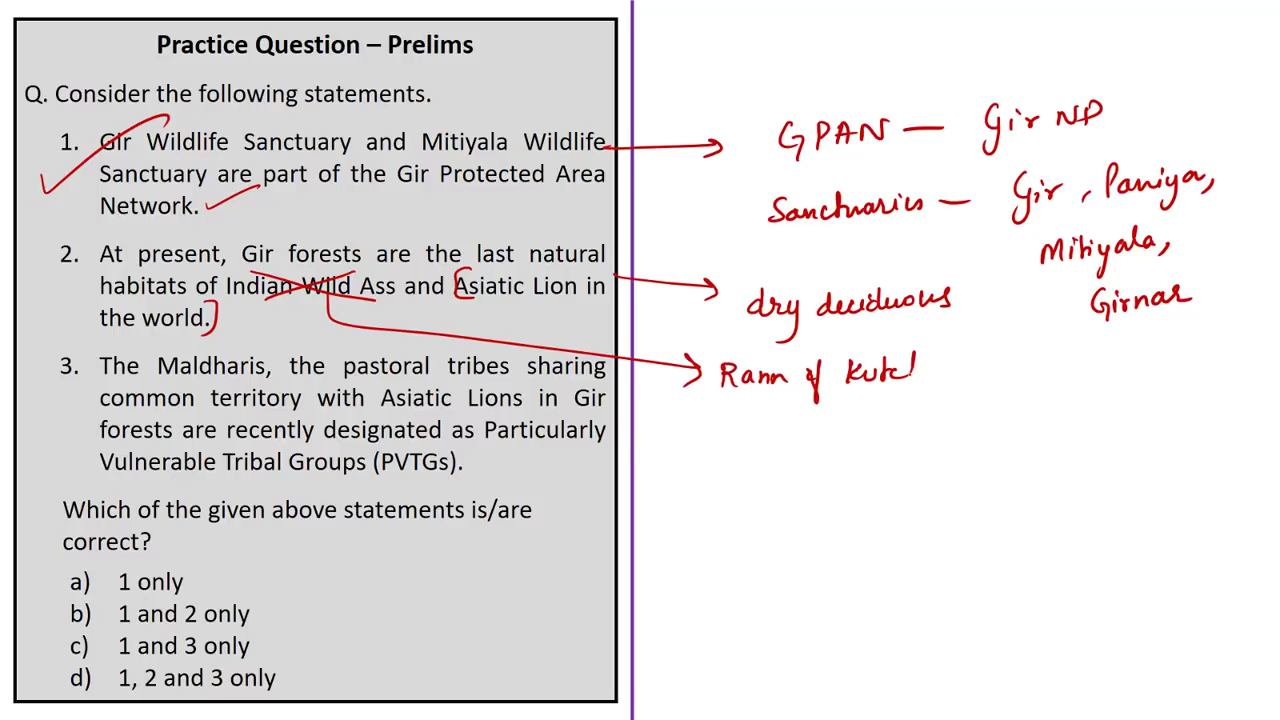 Practice Question – Prelims
Q. Consider the following statements.
1. Gir Wildlife Sanctuary and Mitiyala Wildlife
Sanctuary are part of the Gir Protected Area
Network.
2. At present, Gir forests are the last natural
habitats of Indian Wild Ass and Asiatic Lion in
the world.
3. The Maldharis, the pastoral tribes sharing
common territory with Asiatic Lions in Gir
forests are recently designated as Particularly
Vulnerable Tribal Groups (PVTGs).
Which of the given above statements is/are
correct?
a) 1 only
b) 1 and 2 only
c) 1 and 3 only
d) 1, 2 and 3 only
GPAN — Gir NP
Sanctuaries — Gir, Paniya,
Mitiyala,
Girnar
dry deciduous
Rann of Kutcl